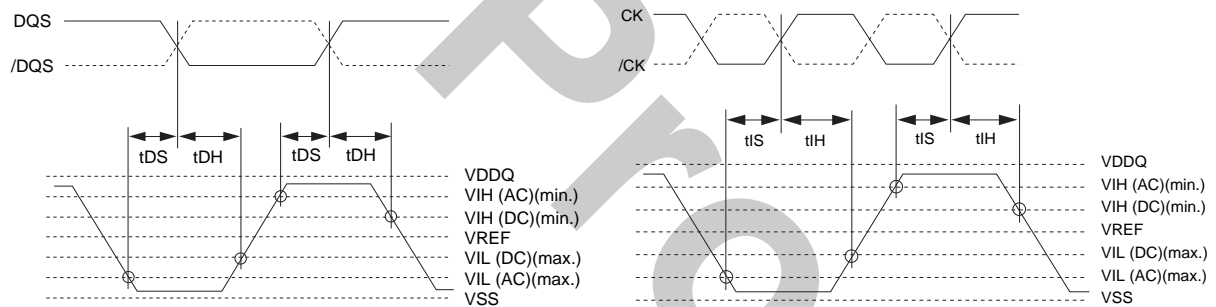 DQS
/DQS
tDS tDH tDS tDH
VDDQ
VIH (AC)(min.)
VIH (DC)(min.)
VREF
VIL (DC)(max.)
VIL (AC)(max.)
VSS
CK
/CK
tIS tIH tIS tIH
VDDQ
VIH (AC)(min.)
VIH (DC)(min.)
VREF
VIL (DC)(max.)
VIL (AC)(max.)
VSS
Pro